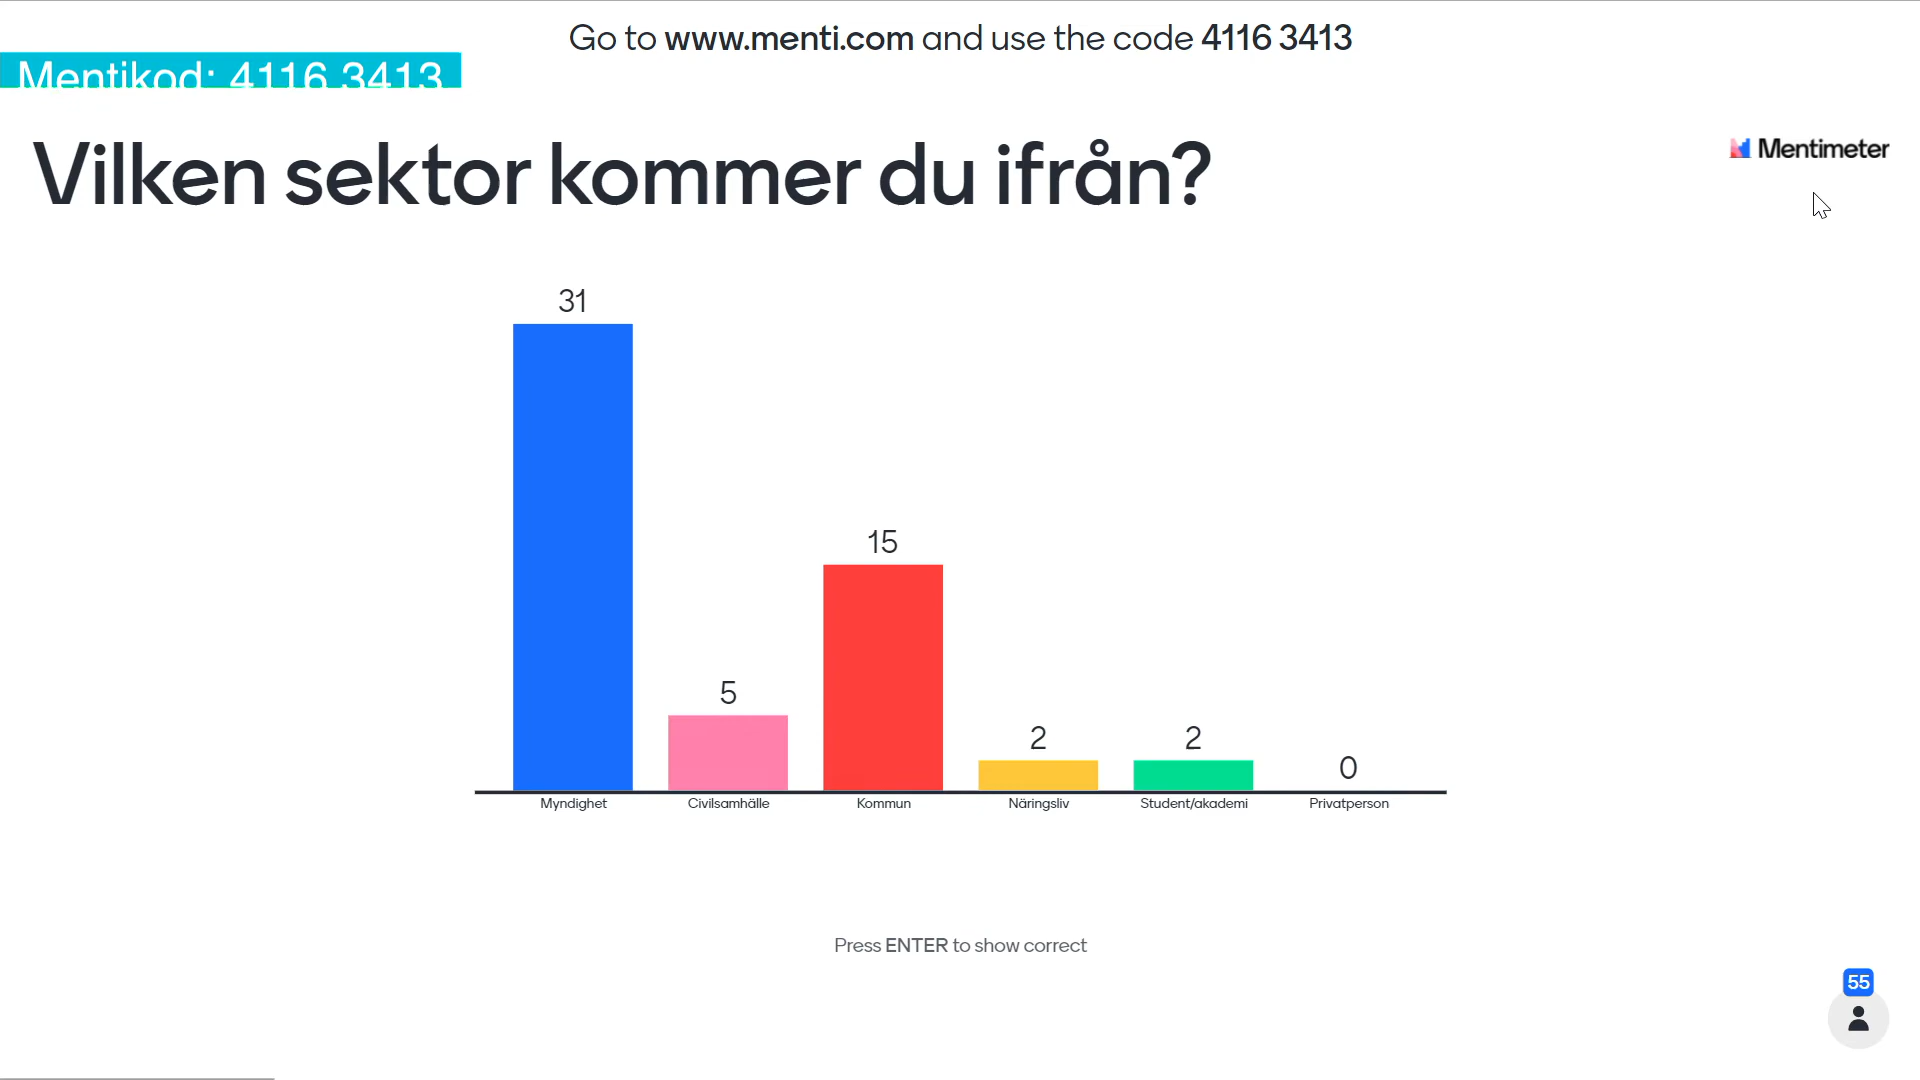 Go to www.menti.com and use the code 4116 3413
Mentikod: 4116 3413
Vilken sektor kommer du ifrån?
Mentimeter
31
5
15
2
2
0
Myndighet
Civilsamhälle
Kommun
Näringsliv
Student/akademi
Privatperson
Press ENTER to show correct
55